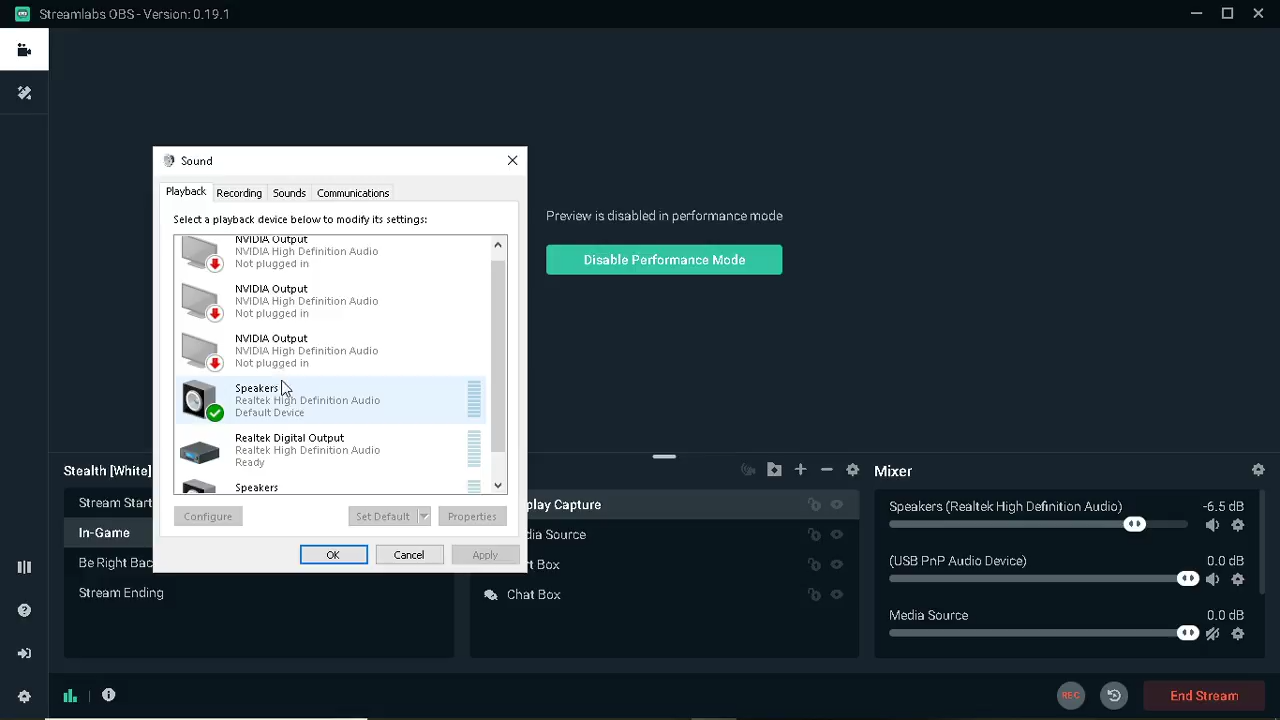 Streamlabs OBS - Version: 0.19.1
Sound
Playback
Recording
Sounds
Communications
Select a playback device below to modify its settings:
NVIDIA Output
NVIDIA High Definition Audio
Not plugged in
NVIDIA Output
NVIDIA High Definition Audio
Not plugged in
NVIDIA Output
NVIDIA High Definition Audio
Not plugged in
Speakers
Realtek High Definition Audio
Default Device
Realtek Digital Output
Realtek High Definition Audio
Ready
Speakers
Configure
Set Default
Properties
OK
Cancel
Apply
Preview is disabled in performance mode
Disable Performance Mode
Stealth [White]
Stream Start
In-Game
Be Right Bac
Stream Ending
play Capture
dia Source
rt Box
Chat Box
Mixer
Speakers (Realtek High Definition Audio)
-6.5 dB
(USB PnP Audio Device)
0.0 dB
Media Source
0.0 dB
REC
End Stream